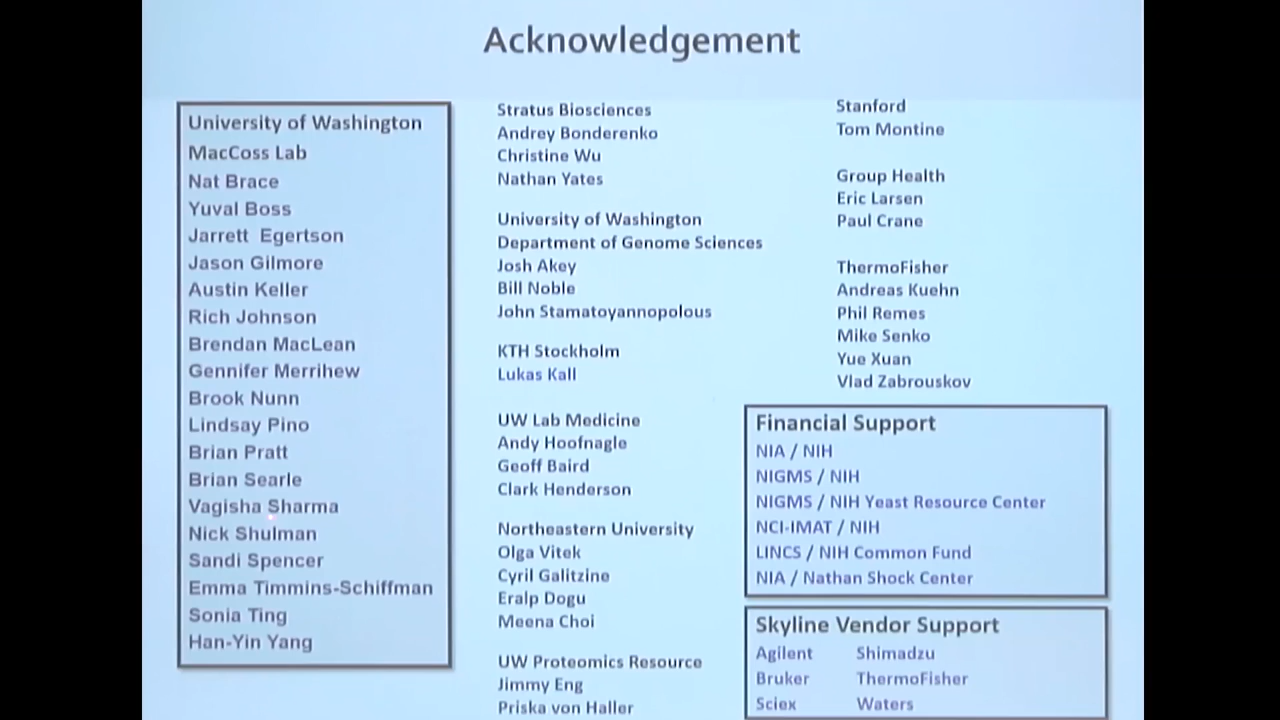 Acknowledgement
University of Washington
MacCoss Lab
Nat Brace
Yuval Boss
Jarrett Egertson
Jason Gilmore
Austin Keller
Rich Johnson
Brendan MacLean
Gennifer Merrihew
Brook Nunn
Lindsay Pino
Brian Pratt
Brian Searle
Vagisha Sharma
Nick Shulman
Sandi Spencer
Emma Timmins-Schiffman
Sonia Ting
Han-Yin Yang
Stratus Biosciences
Andrey Bonderenko
Christine Wu
Nathan Yates
University of Washington
Department of Genome Sciences
Josh Akey
Bill Noble
John Stamatoyannopolous
KTH Stockholm
Lukas Kall
UW Lab Medicine
Andy Hoofnagle
Geoff Baird
Clark Henderson
Northeastern University
Olga Vitek
Cyril Galitzine
Eralp Dogu
Meena Choi
UW Proteomics Resource
Jimmy Eng
Priska von Haller
Stanford
Tom Montine
Group Health
Eric Larsen
Paul Crane
ThermoFisher
Andreas Kuehn
Phil Remes
Mike Senko
Yue Xuan
Vlad Zabrouskov
Financial Support
NIA / NIH
NIGMS / NIH
NIGMS / NIH Yeast Resource Center
NCI-IMAT / NIH
LINCS / NIH Common Fund
NIA / Nathan Shock Center
Skyline Vendor Support
Agilent Shimadzu
Bruker ThermoFisher
Sciex Waters